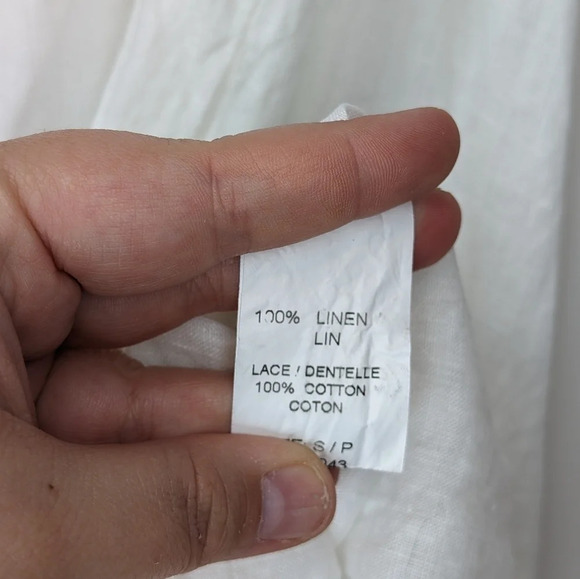 100% LINEN /
LIN
LACE / DENTELLE
100% COTTON
COTON
S / P